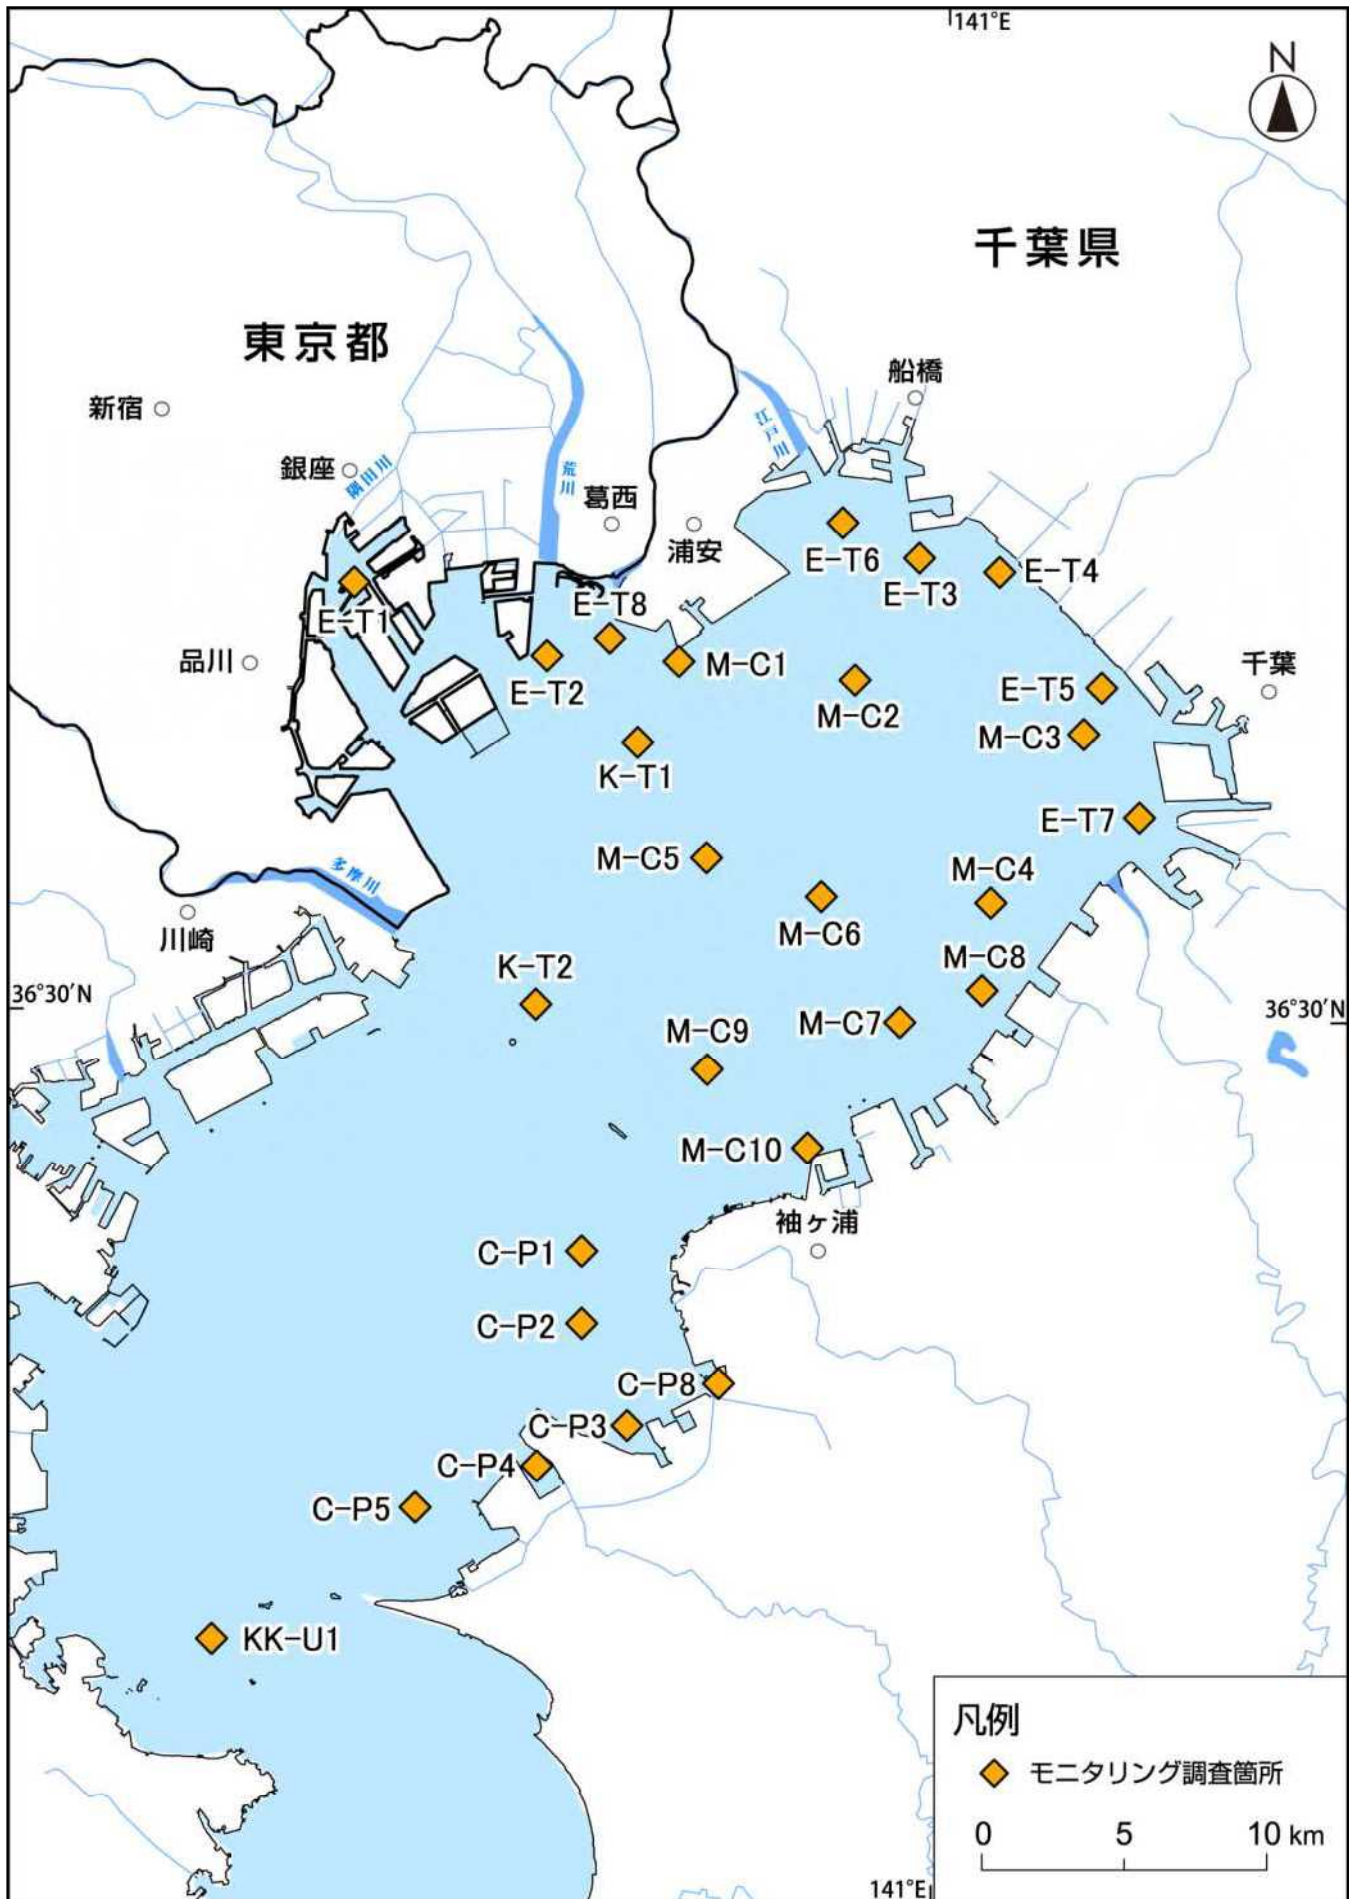 141°E
N
千葉県
東京都
船橋
新宿
江戸川
銀座
隅田川
荒川
葛西
浦安
E-T6
E-T3
E-T4
E-T1
E-T8
品川
M-C1
千葉
E-T2
E-T5
M-C2
M-C3
K-T1
E-T7
M-C5
多摩川
M-C4
M-C6
川崎
M-C8
K-T2
36°30′N
36°30′N
M-C7
M-C9
M-C10
袖ヶ浦
C-P1
C-P2
C-P8
C-P3
C-P4
C-P5
KK-U1
凡例
モニタリング調査箇所
0 5 10 km
141°E